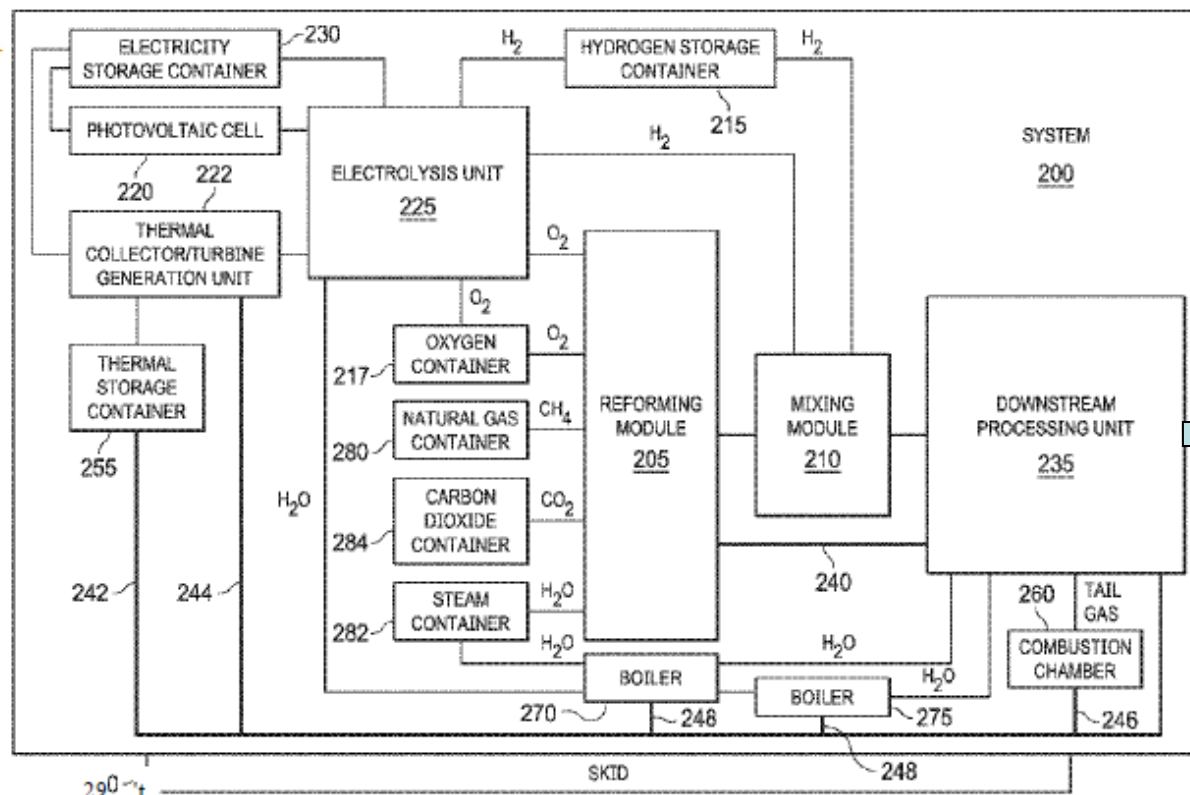 ELECTRICITY
STORAGE CONTAINER
230
H2
HYDROGEN STORAGE
CONTAINER
H2
215
PHOTOVOLTAIC CELL
220
222
ELECTROLYSIS UNIT
225
H2
SYSTEM
200
THERMAL
COLLECTOR/TURBINE
GENERATION UNIT
O2
O2
OXYGEN
CONTAINER
217
O2
THERMAL
STORAGE
CONTAINER
255
NATURAL GAS
CONTAINER
280
CH4
REFORMING
MODULE
205
MIXING
MODULE
210
DOWNSTREAM
PROCESSING UNIT
235
H2O
CARBON
DIOXIDE
CONTAINER
284
CO2
240
242
244
STEAM
CONTAINER
282
H2O
H2O
H2O
260
TAIL
GAS
COMBUSTION
CHAMBER
BOILER
270
248
BOILER
H2O
275
246
248
SKID
290